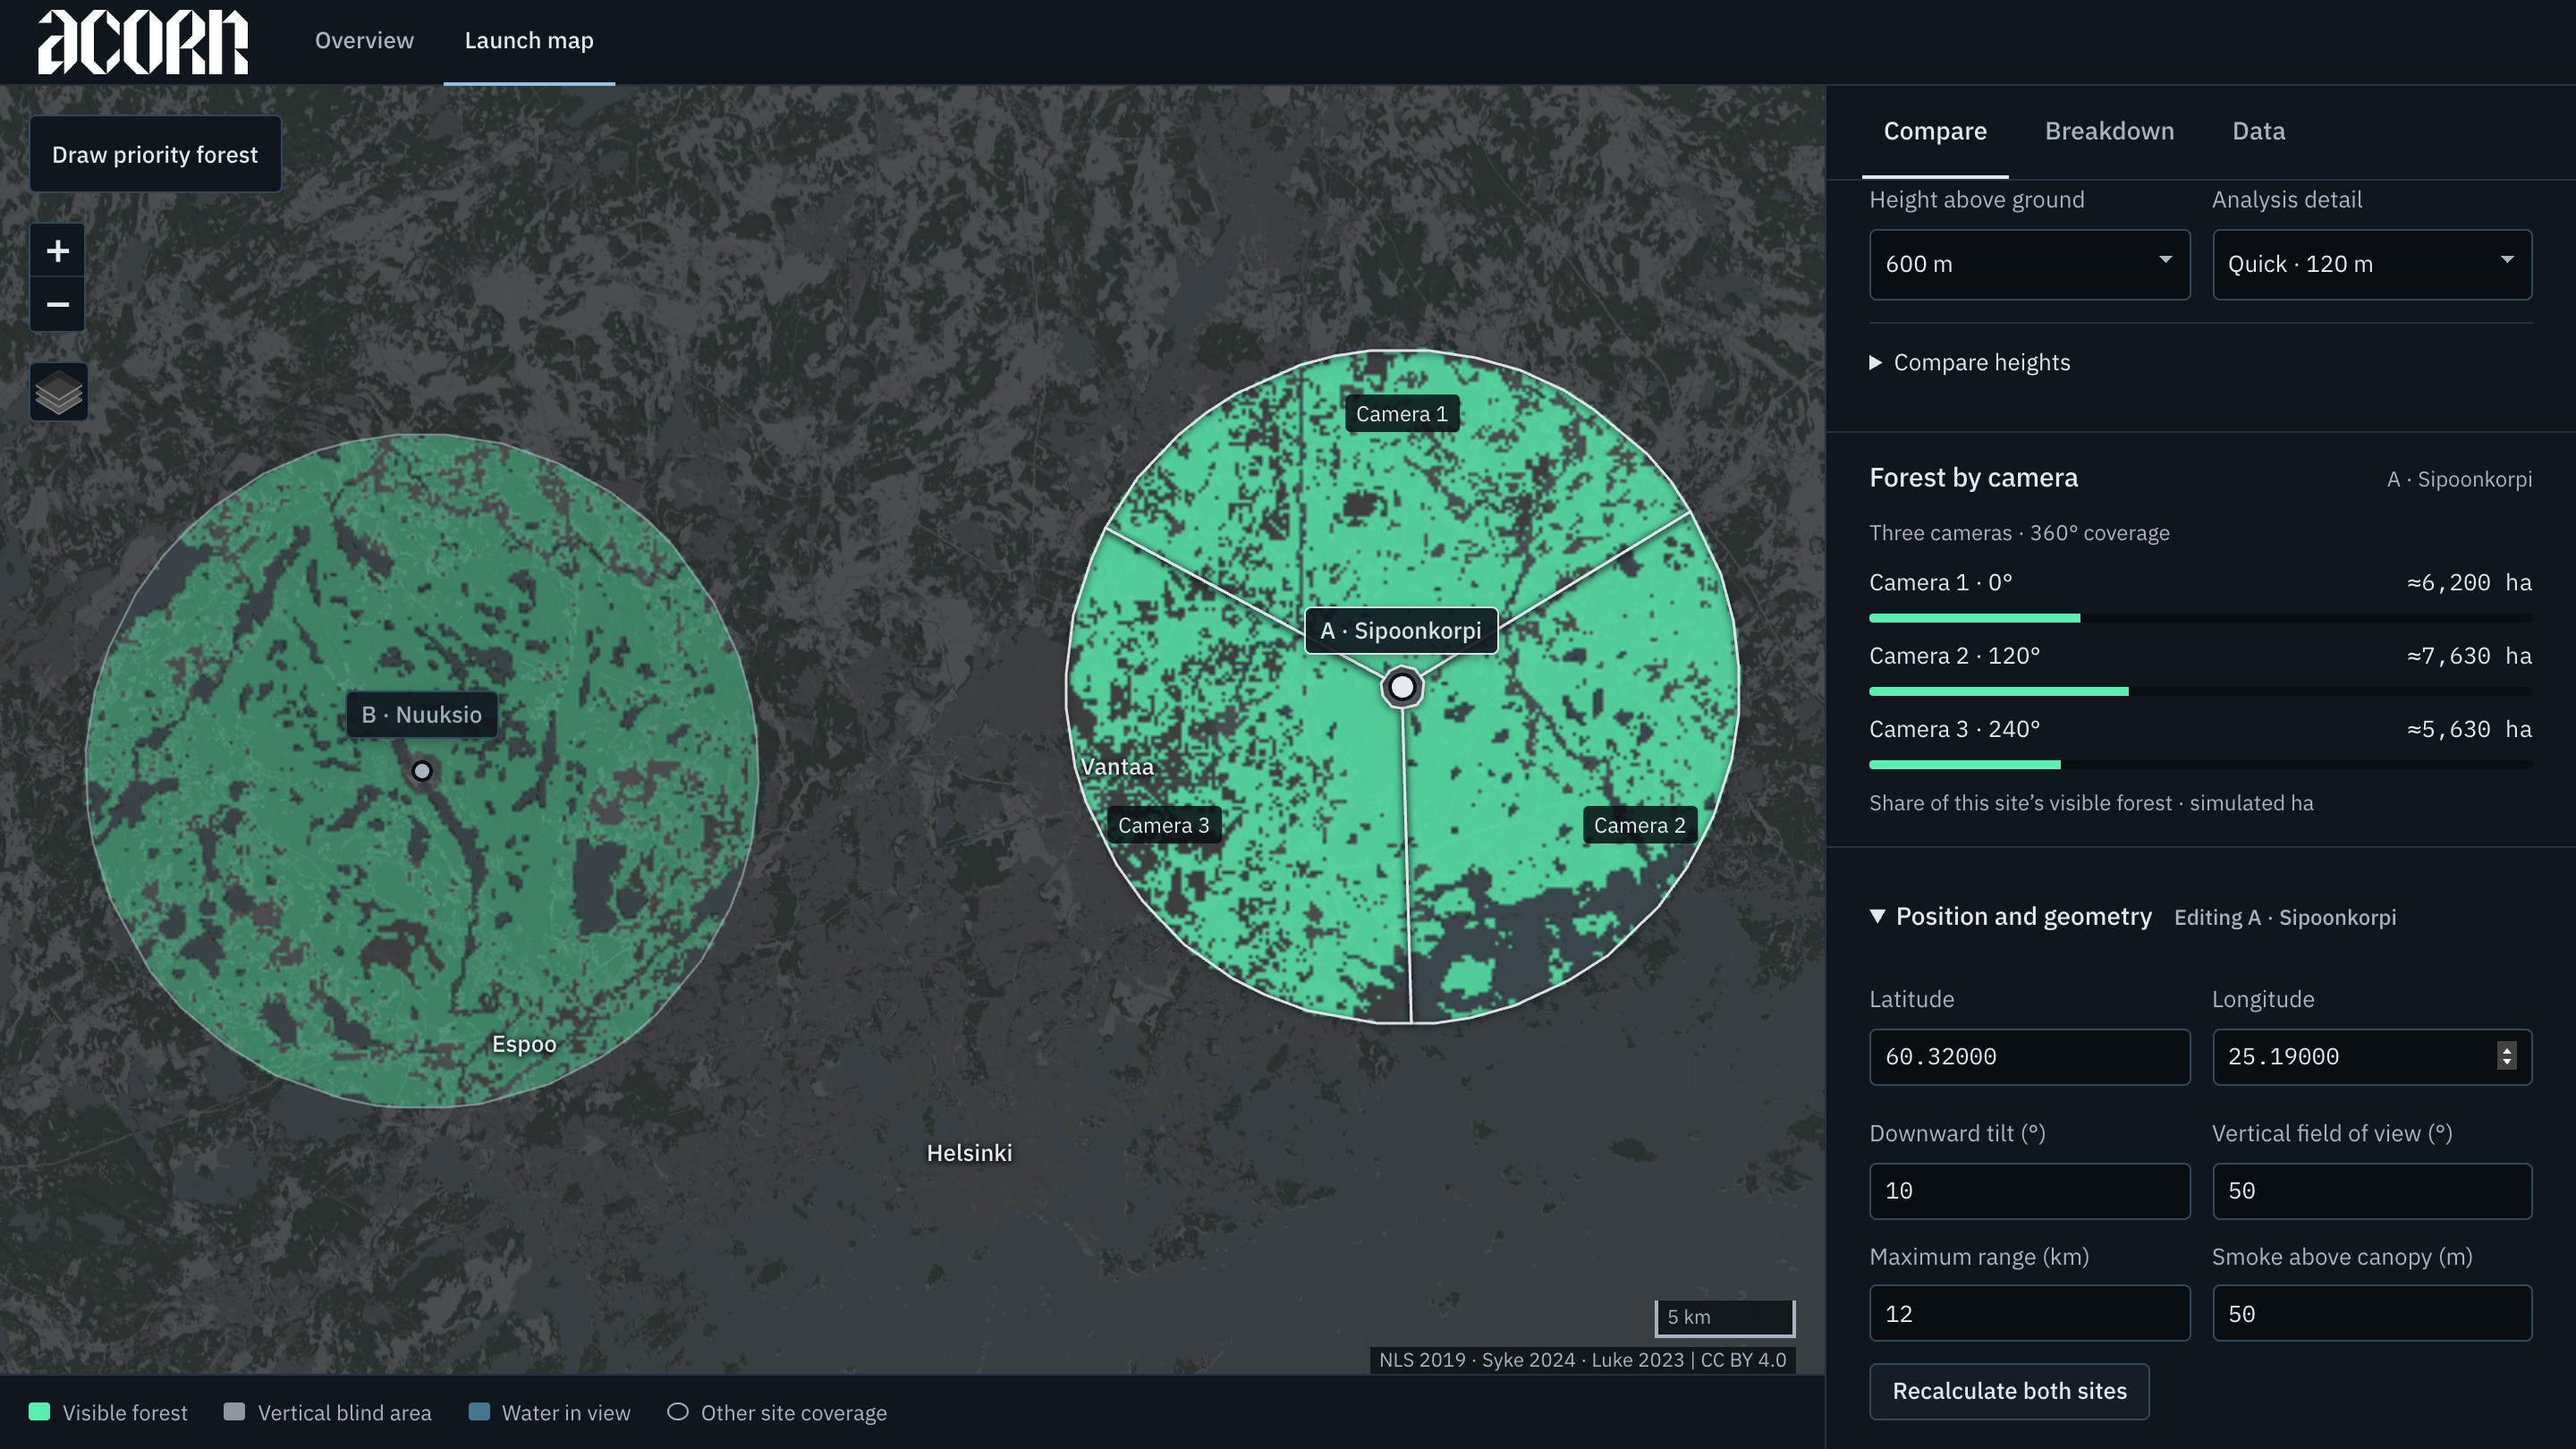 acorn
Overview
Launch map
Draw priority forest
+
−
Camera 1
A · Sipoonkorpi
B · Nuuksio
Vantaa
Camera 3
Camera 2
Espoo
Helsinki
5 km
NLS 2019 · Syke 2024 · Luke 2023 | CC BY 4.0
Visible forest
Vertical blind area
Water in view
Other site coverage
Compare
Breakdown
Data
Height above ground
Analysis detail
600 m
Quick · 120 m
Compare heights
Forest by camera
A · Sipoonkorpi
Three cameras · 360° coverage
Camera 1 · 0°
≈6,200 ha
Camera 2 · 120°
≈7,630 ha
Camera 3 · 240°
≈5,630 ha
Share of this site’s visible forest · simulated ha
Position and geometry
Editing A · Sipoonkorpi
Latitude
Longitude
60.32000
25.19000
Downward tilt (°)
Vertical field of view (°)
10
50
Maximum range (km)
Smoke above canopy (m)
12
50
Recalculate both sites